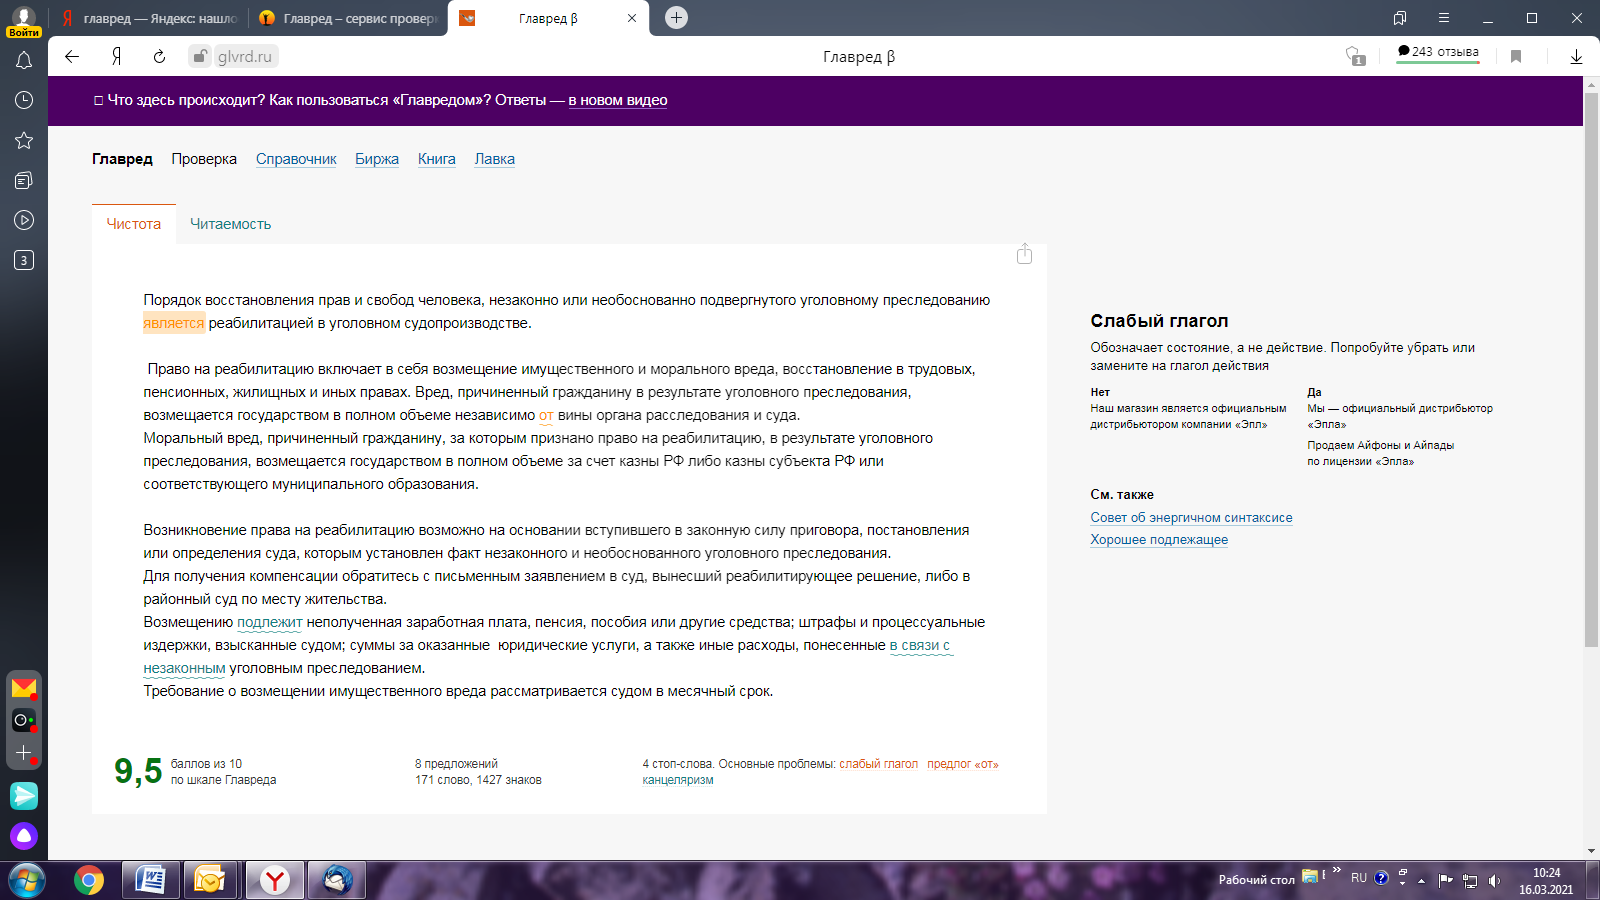 Войти
главред — Яндекс: нашло
Главред – сервис провер
Главред β
glvrd.ru
Главред β
1
243 отзыва
Что здесь происходит? Как пользоваться «Главредом»? Ответы — в новом видео
Главред Проверка Справочник Биржа Книга Лавка
Чистота Читаемость
3
Порядок восстановления прав и свобод человека, незаконно или необоснованно подвергнутого уголовному преследованию
является реабилитацией в уголовном судопроизводстве.
Право на реабилитацию включает в себя возмещение имущественного и морального вреда, восстановление в трудовых,
пенсионных, жилищных и иных правах. Вред, причиненный гражданину в результате уголовного преследования,
возмещается государством в полном объеме независимо от вины органа расследования и суда.
Моральный вред, причиненный гражданину, за которым признано право на реабилитацию, в результате уголовного
преследования, возмещается государством в полном объеме за счет казны РФ либо казны субъекта РФ или
соответствующего муниципального образования.
Возникновение права на реабилитацию возможно на основании вступившего в законную силу приговора, постановления
или определения суда, которым установлен факт незаконного и необоснованного уголовного преследования.
Для получения компенсации обратитесь с письменным заявлением в суд, вынесший реабилитирующее решение, либо в
районный суд по месту жительства.
Возмещению подлежит неполученная заработная плата, пенсия, пособия или другие средства; штрафы и процессуальные
издержки, взысканные судом; суммы за оказанные юридические услуги, а также иные расходы, понесенные в связи с
незаконным уголовным преследованием.
Требование о возмещении имущественного вреда рассматривается судом в месячный срок.
9,5 баллов из 10
по шкале Главреда
8 предложений
171 слово, 1427 знаков
4 стоп-слова. Основные проблемы: слабый глагол предлог «от»
канцеляризм
Слабый глагол
Обозначает состояние, а не действие. Попробуйте убрать или
замените на глагол действия
Нет
Наш магазин является официальным
дистрибьютором компании «Эпл»
Да
Мы — официальный дистрибьютор
«Эпла»
Продаем Айфоны и Айпады
по лицензии «Эпла»
См. также
Совет об энергичном синтаксисе
Хорошее подлежащее
Рабочий стол
RU
10:24
16.03.2021